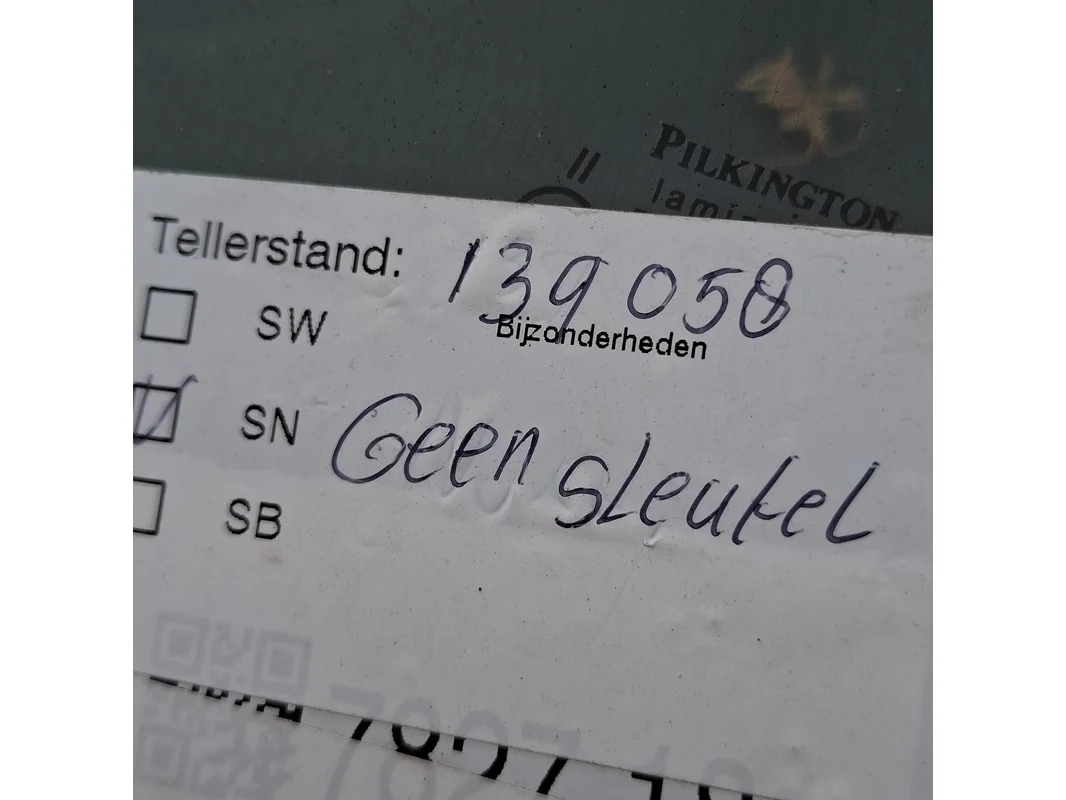 PILKINGTON
Tellerstand: 139 058
SW
Bijzonderheden
SN Geen sleutel
SB